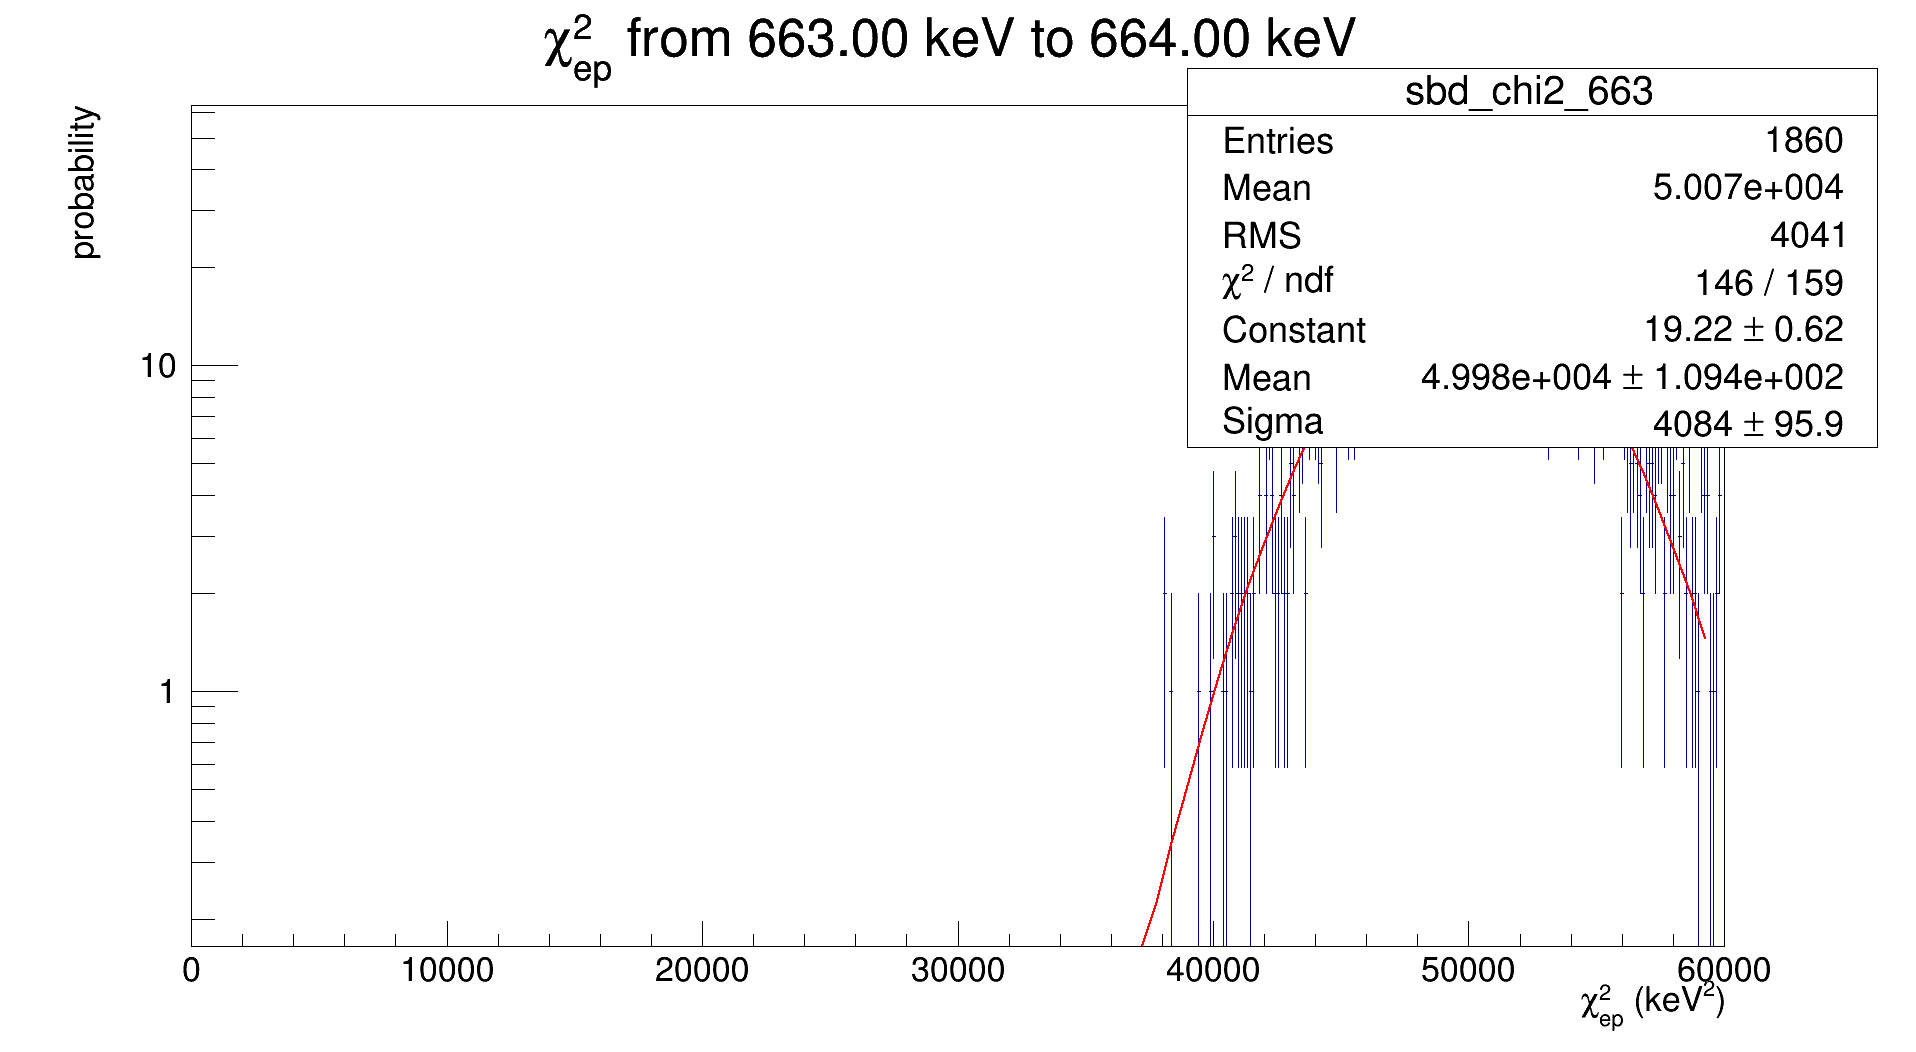 χ²ep from 663.00 keV to 664.00 keV
probability
sbd_chi2_663
Entries 1860
Mean 5.007e+004
RMS 4041
χ² / ndf 146 / 159
Constant 19.22 ± 0.62
Mean 4.998e+004 ± 1.094e+002
Sigma 4084 ± 95.9
10
1
0 10000 20000 30000 40000 50000 60000
χ²ep (keV²)